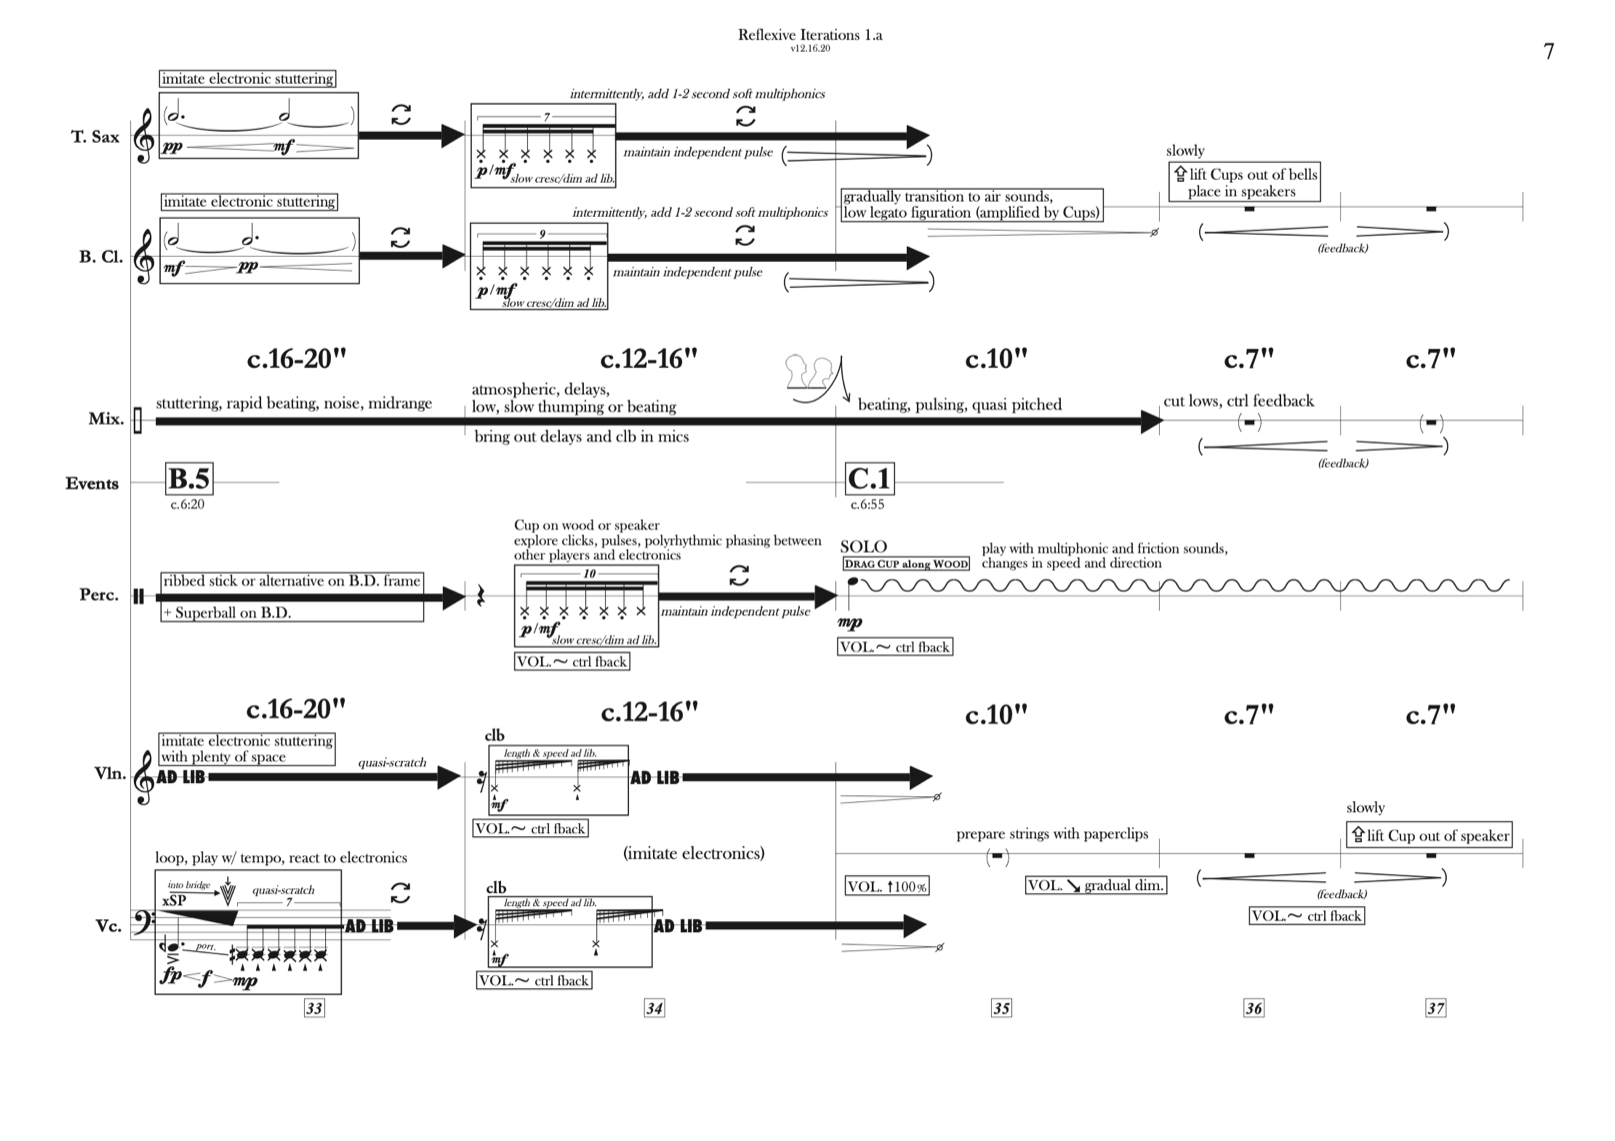 Reflexive Iterations 1.a
v12.16.20
7
imitate electronic stuttering
intermittently, add 1-2 second soft multiphonics
7
T. Sax
pp
mf
maintain independent pulse
p/mf
slow cresc/dim ad lib.
slowly
lift Cups out of bells
place in speakers
imitate electronic stuttering
intermittently, add 1-2 second soft multiphonics
gradually transition to air sounds,
low legato figuration (amplified by Cups)
9
B. Cl.
mf
pp
maintain independent pulse
p/mf
slow cresc/dim ad lib.
(feedback)
c.16-20"
c.12-16"
c.10"
c.7"
c.7"
stuttering, rapid beating, noise, midrange
atmospheric, delays,
low, slow thumping or beating
beating, pulsing, quasi pitched
cut lows, ctrl feedback
Mix.
bring out delays and clb in mics
(feedback)
Events
B.5
C.1
c.6:20
c.6:55
Cup on wood or speaker
explore clicks, pulses, polyrhythmic phasing between
other players and electronics
SOLO
DRAG CUP along WOOD
play with multiphonic and friction sounds,
changes in speed and direction
10
ribbed stick or alternative on B.D. frame
Perc.
+ Superball on B.D.
maintain independent pulse
p/mf
slow cresc/dim ad lib.
mp
VOL.~ ctrl fback
VOL.~ ctrl fback
c.16-20"
c.12-16"
c.10"
c.7"
c.7"
imitate electronic stuttering
with plenty of space
quasi-scratch
clb
length & speed ad lib.
Vln.
AD LIB
AD LIB
mf
VOL.~ ctrl fback
slowly
lift Cup out of speaker
prepare strings with paperclips
(imitate electronics)
loop, play w/ tempo, react to electronics
into bridge
xSP
quasi-scratch
7
clb
length & speed ad lib.
VOL. ↑100%
VOL. ↘ gradual dim.
(feedback)
VOL.~ ctrl fback
Vc.
AD LIB
AD LIB
port.
fp
f
mp
mf
VOL.~ ctrl fback
33
34
35
36
37